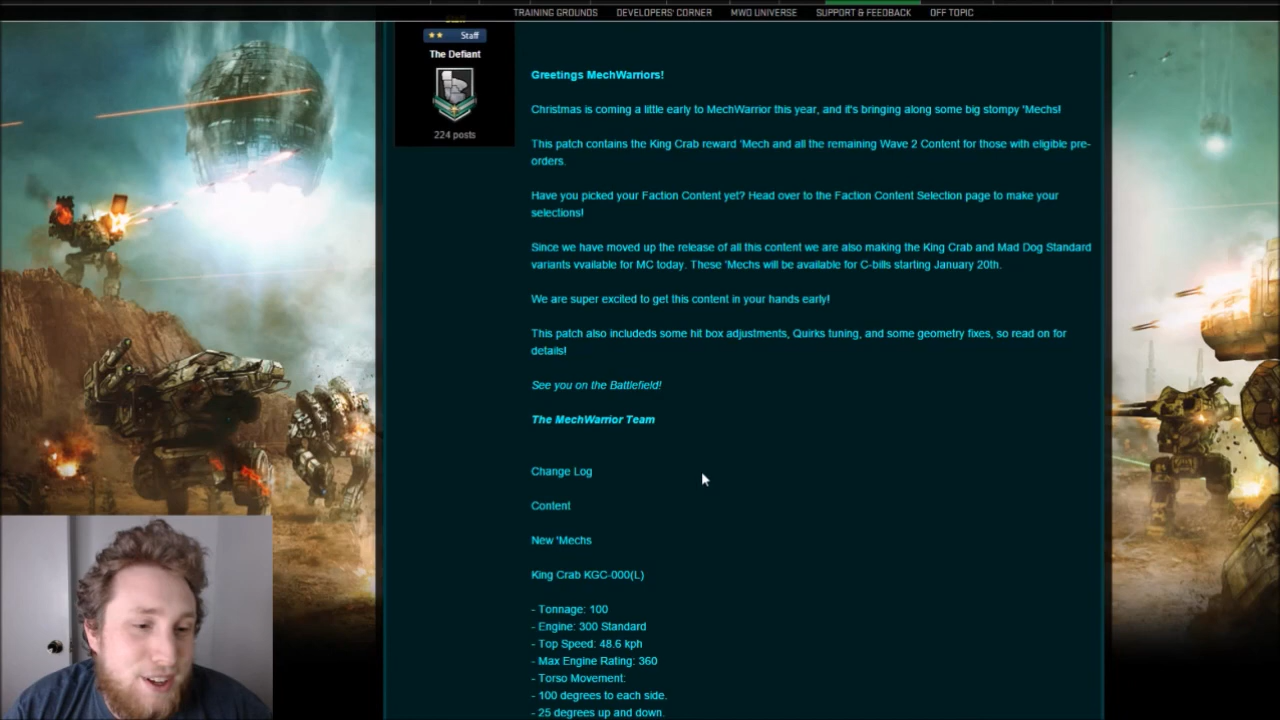 TRAINING GROUNDS DEVELOPERS' CORNER MWO UNIVERSE SUPPORT & FEEDBACK OFF TOPIC
Staff
Staff
The Defiant
224 posts
Greetings MechWarriors!
Christmas is coming a little early to MechWarrior this year, and it's bringing along some big stompy 'Mechs!
This patch contains the King Crab reward 'Mech and all the remaining Wave 2 Content for those with eligible pre-
orders.
Have you picked your Faction Content yet? Head over to the Faction Content Selection page to make your
selections!
Since we have moved up the release of all this content we are also making the King Crab and Mad Dog Standard
variants vvailable for MC today. These 'Mechs will be available for C-bills starting January 20th.
We are super excited to get this content in your hands early!
This patch also includeds some hit box adjustments, Quirks tuning, and some geometry fixes, so read on for
details!
See you on the Battlefield!
The MechWarrior Team
Change Log
Content
New 'Mechs
King Crab KGC-000(L)
- Tonnage: 100
- Engine: 300 Standard
- Top Speed: 48.6 kph
- Max Engine Rating: 360
- Torso Movement:
- 100 degrees to each side.
- 25 degrees up and down.